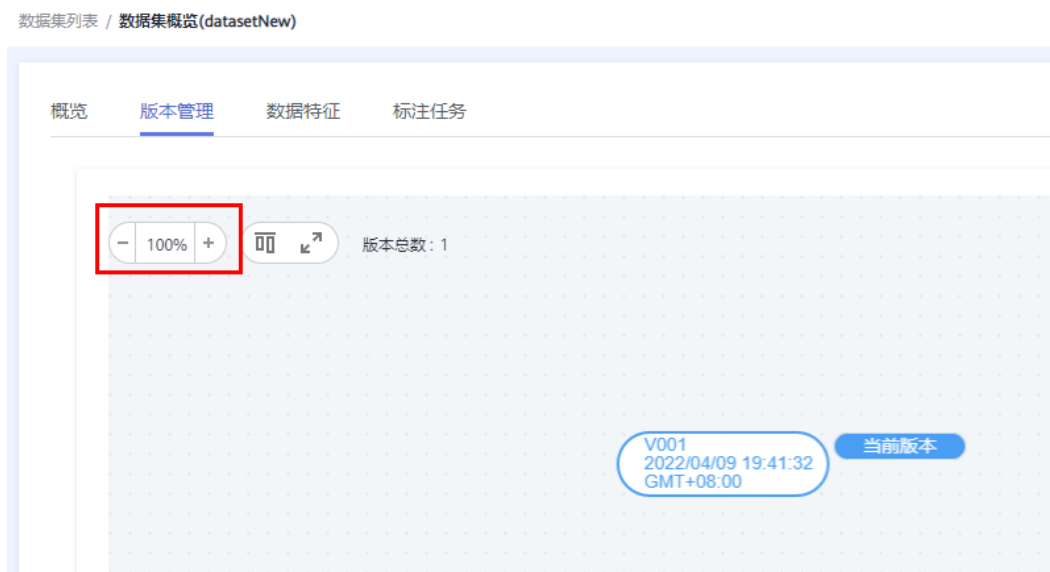 数据集列表 / 数据集概览(datasetNew)
概览 版本管理 数据特征 标注任务
− 100% + 版本总数：1
V001
2022/04/09 19:41:32
GMT+08:00
当前版本